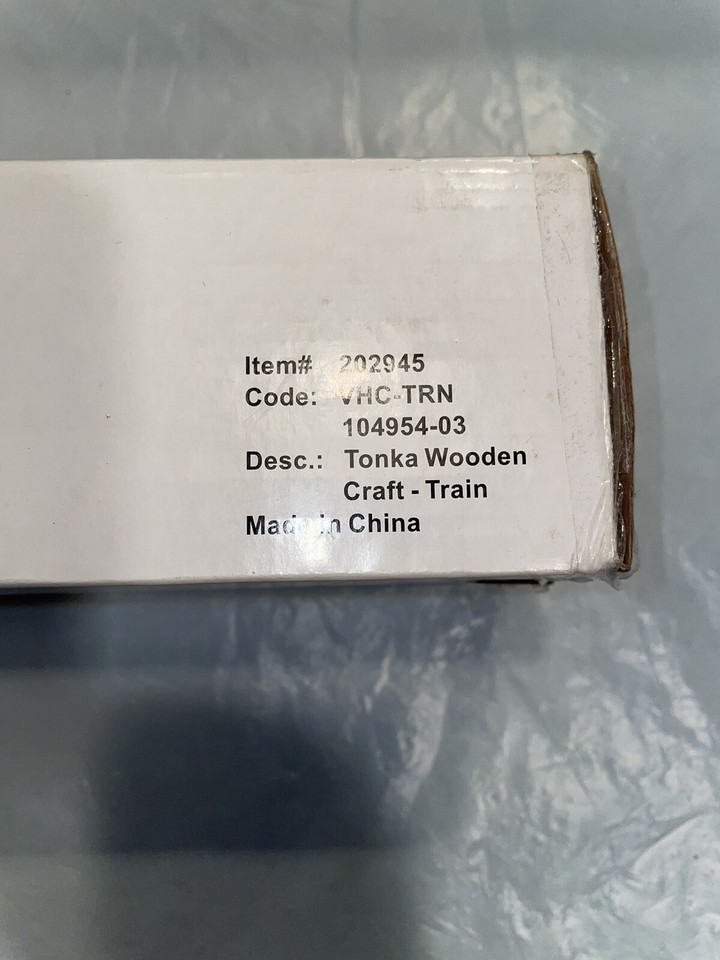 Item# 202945
Code: VHC-TRN
104954-03
Desc.: Tonka Wooden
Craft - Train
Made in China